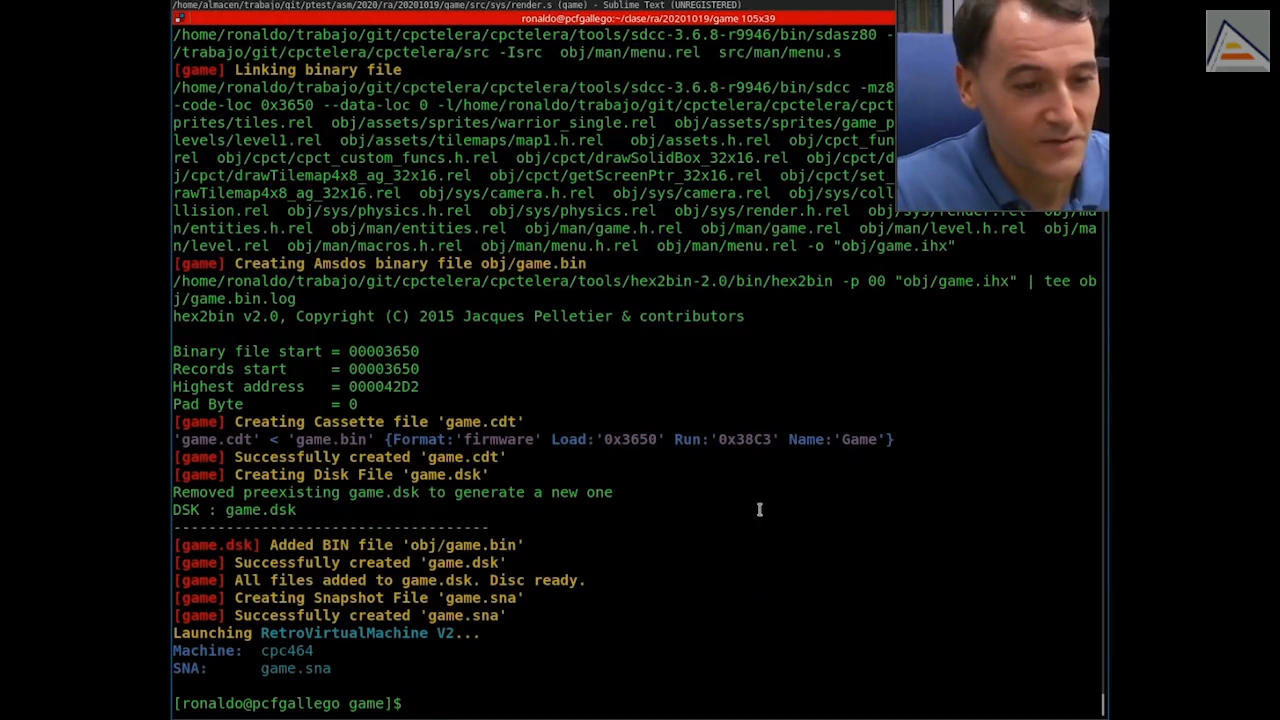 /home/almacen/trabajo/git/ptest/asm/2020/ra/20201019/game/src/sys/render.s (game) - Sublime Text (UNREGISTERED)
ronaldo@pcfgallego:~/clase/ra/20201019/game 105x39
/home/ronaldo/trabajo/git/cpctelera/cpctelera/tools/sdcc-3.6.8-r9946/bin/sdasz80 -
/trabajo/git/cpctelera/cpctelera/src -Isrc  obj/man/menu.rel  src/man/menu.s
[game] Linking binary file
/home/ronaldo/trabajo/git/cpctelera/cpctelera/tools/sdcc-3.6.8-r9946/bin/sdcc -mz8
-code-loc 0x3650 --data-loc 0 -l/home/ronaldo/trabajo/git/cpctelera/cpctelera/cpct
prites/tiles.rel  obj/assets/sprites/warrior_single.rel  obj/assets/sprites/game_p
levels/level1.rel  obj/assets/tilemaps/map1.h.rel   obj/assets.h.rel  obj/cpct_fun
rel  obj/cpct/cpct_custom_funcs.h.rel  obj/cpct/drawSolidBox_32x16.rel  obj/cpct/d
j/cpct/drawTilemap4x8_ag_32x16.rel  obj/cpct/getScreenPtr_32x16.rel  obj/cpct/set_
rawTilemap4x8_ag_32x16.rel  obj/sys/camera.h.rel  obj/sys/camera.rel  obj/sys/coll
llision.rel  obj/sys/physics.h.rel  obj/sys/physics.rel  obj/sys/render.h.rel  obj/sys/render.rel  obj/ma
n/entities.h.rel  obj/man/entities.rel  obj/man/game.h.rel  obj/man/game.rel  obj/man/level.h.rel  obj/ma
n/level.rel  obj/man/macros.h.rel  obj/man/menu.h.rel  obj/man/menu.rel -o "obj/game.ihx"
[game] Creating Amsdos binary file obj/game.bin
/home/ronaldo/trabajo/git/cpctelera/cpctelera/tools/hex2bin-2.0/bin/hex2bin -p 00 "obj/game.ihx" | tee ob
j/game.bin.log
hex2bin v2.0, Copyright (C) 2015 Jacques Pelletier & contributors
Binary file start = 00003650
Records start     = 00003650
Highest address   = 000042D2
Pad Byte          = 0
[game] Creating Cassette file 'game.cdt'
'game.cdt' < 'game.bin' {Format:'firmware' Load:'0x3650' Run:'0x38C3' Name:'Game'}
[game] Successfully created 'game.cdt'
[game] Creating Disk File 'game.dsk'
Removed preexisting game.dsk to generate a new one
DSK : game.dsk
------------------------------------
[game.dsk] Added BIN file 'obj/game.bin'
[game] Successfully created 'game.dsk'
[game] All files added to game.dsk. Disc ready.
[game] Creating Snapshot File 'game.sna'
[game] Successfully created 'game.sna'
Launching RetroVirtualMachine V2...
Machine:  cpc464
SNA:      game.sna
[ronaldo@pcfgallego game]$